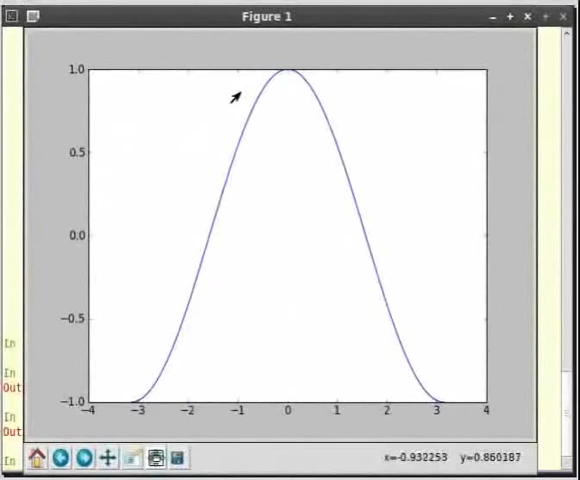 Figure 1
1.0
0.5
0.0
−0.5
−1.0
−4 −3 −2 −1 0 1 2 3 4
In
In
Out
In
Out
In
x=-0.932253 y=0.860187